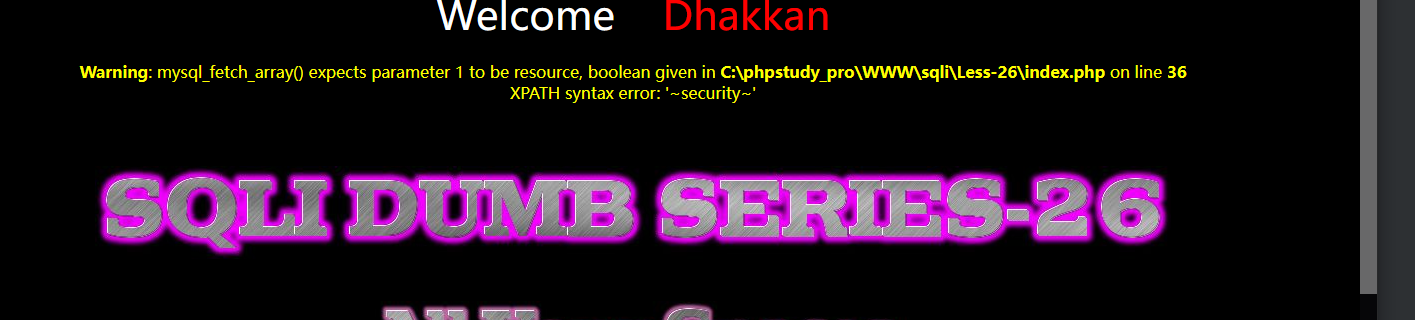 Welcome Dhakkan
Warning: mysql_fetch_array() expects parameter 1 to be resource, boolean given in C:\phpstudy_pro\WWW\sqli\Less-26\index.php on line 36
XPATH syntax error: '~security~'
SQLI DUMB SERIES-26